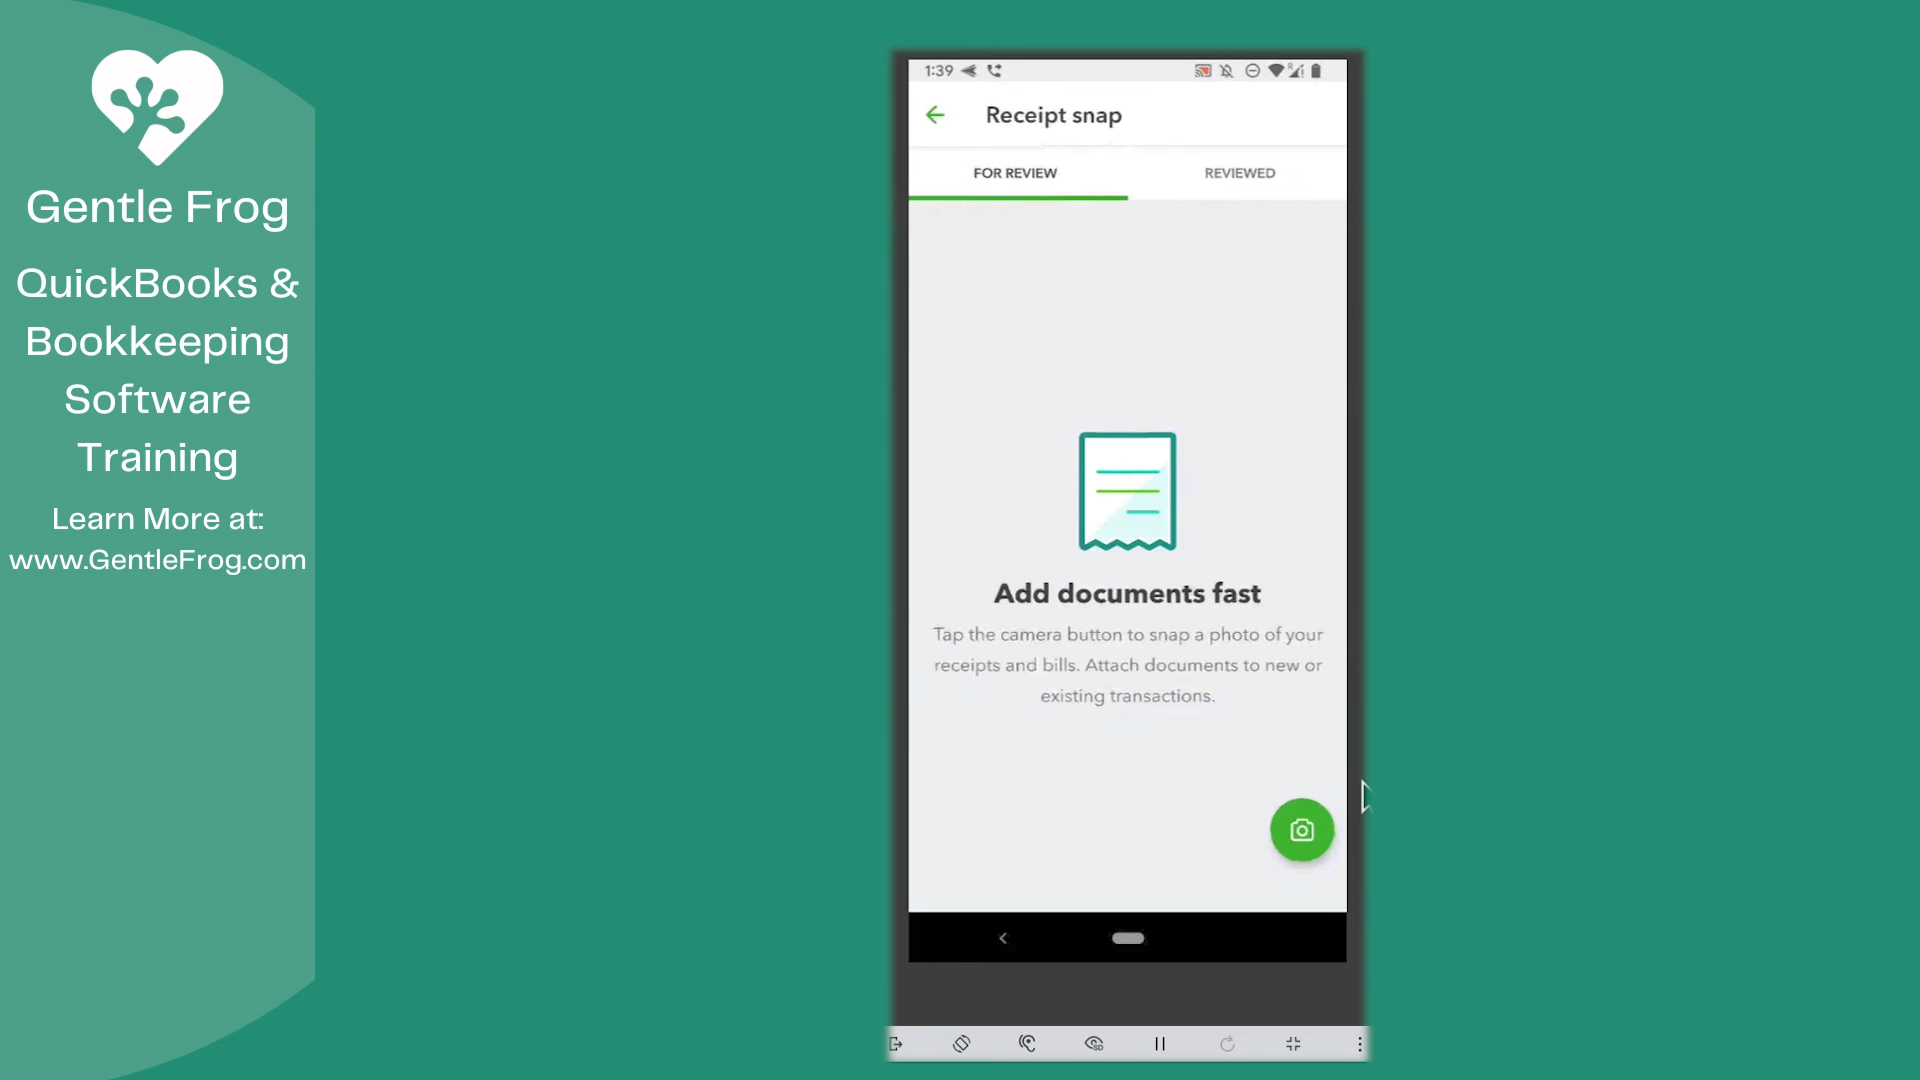 Gentle Frog
QuickBooks &
Bookkeeping
Software
Training
Learn More at:
www.GentleFrog.com
1:39
Receipt snap
FOR REVIEW
REVIEWED
Add documents fast
Tap the camera button to snap a photo of your
receipts and bills. Attach documents to new or
existing transactions.